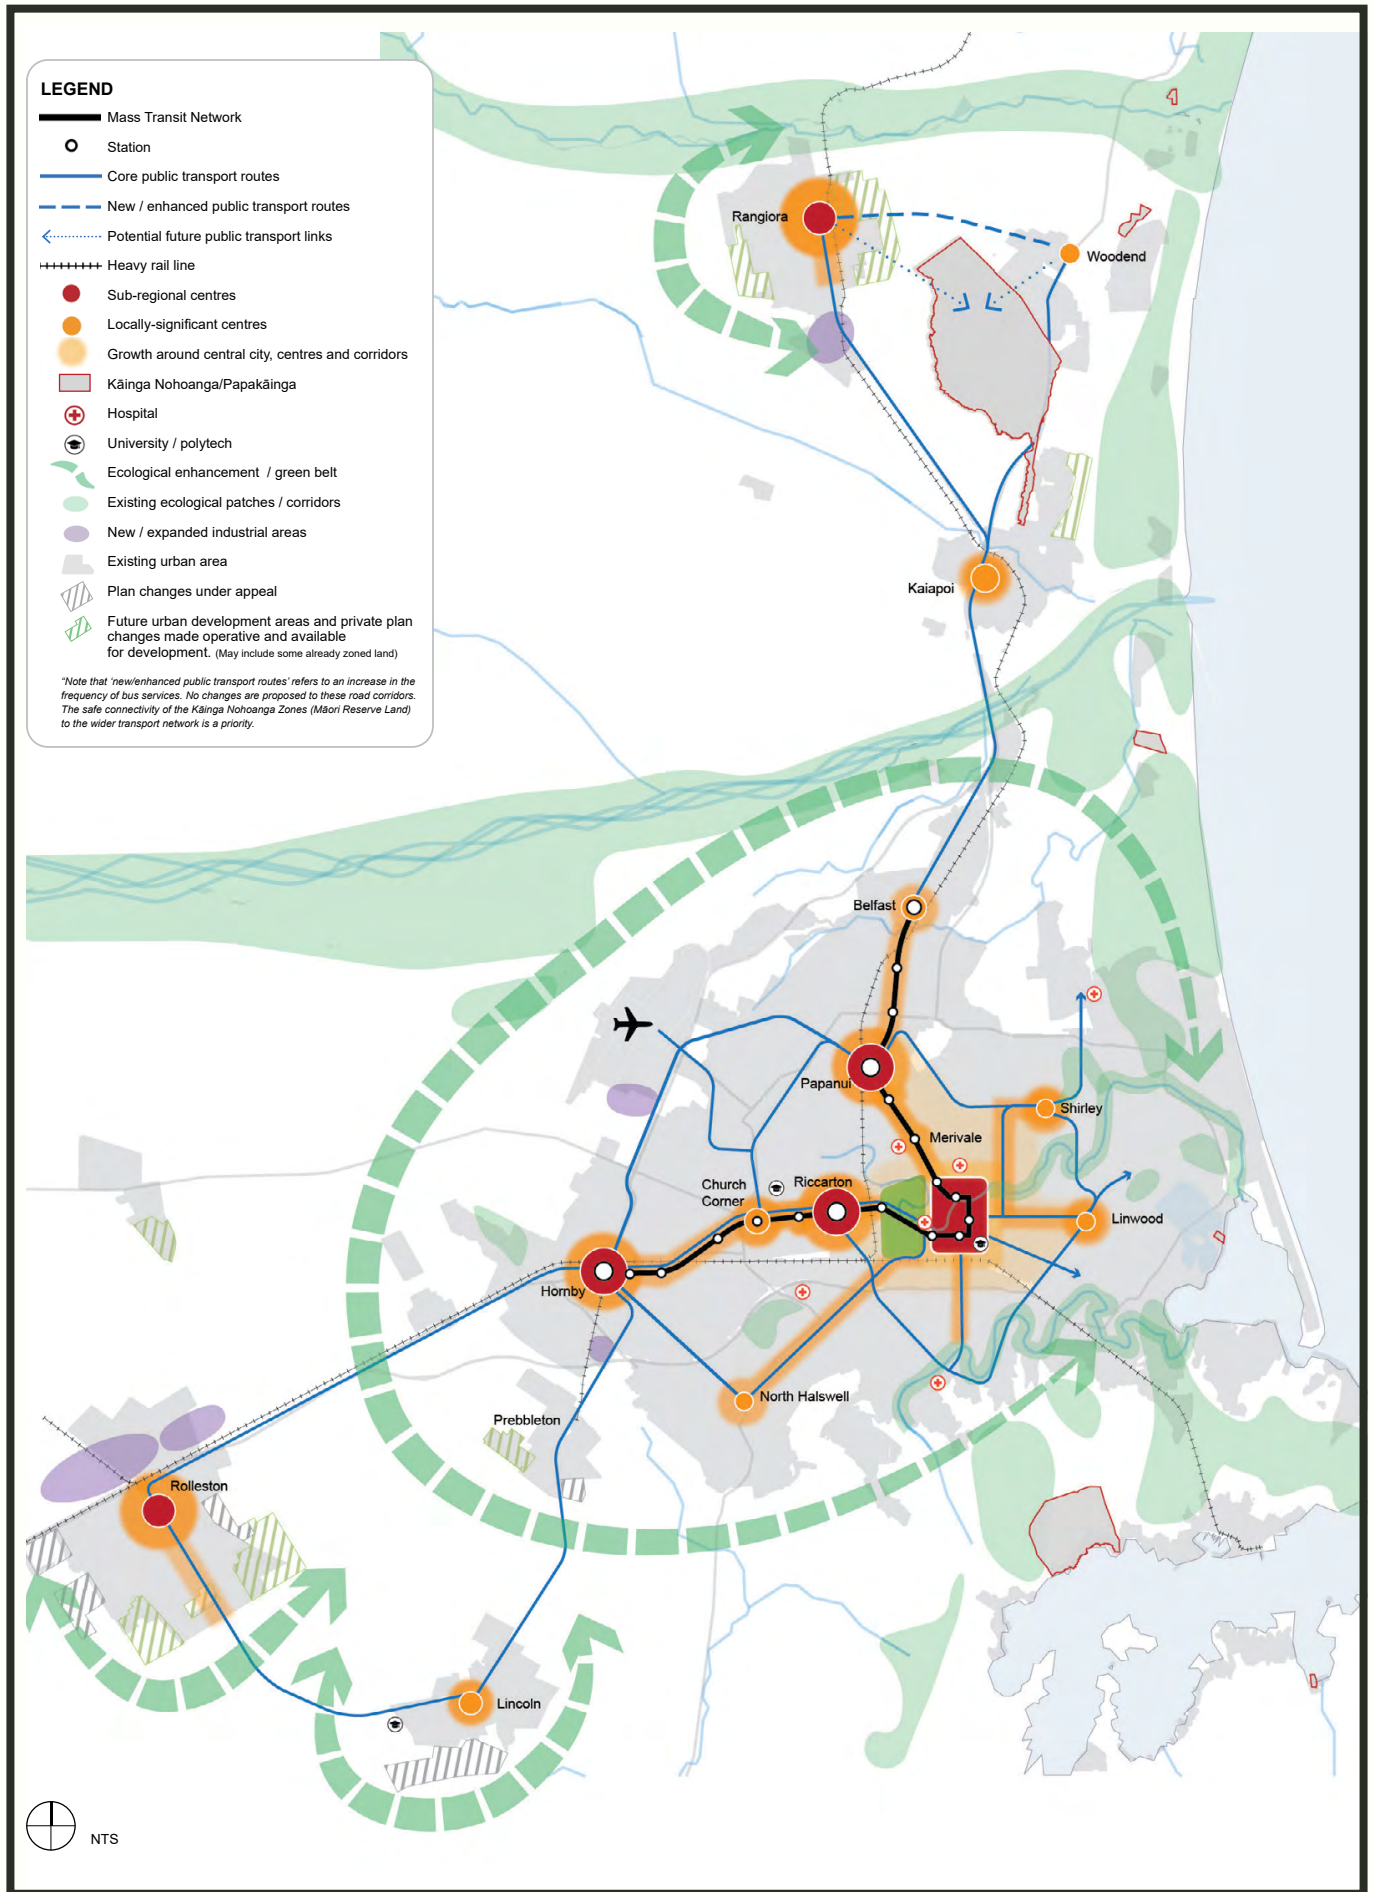 LEGEND
Mass Transit Network
Station
Core public transport routes
New / enhanced public transport routes
Potential future public transport links
Heavy rail line
Sub-regional centres
Locally-significant centres
Growth around central city, centres and corridors
Kāinga Nohoanga/Papakāinga
Hospital
University / polytech
Ecological enhancement / green belt
Existing ecological patches / corridors
New / expanded industrial areas
Existing urban area
Plan changes under appeal
Future urban development areas and private plan
changes made operative and available
for development. (May include some already zoned land)
"Note that 'new/enhanced public transport routes' refers to an increase in the
frequency of bus services. No changes are proposed to these road corridors.
The safe connectivity of the Kāinga Nohoanga Zones (Māori Reserve Land)
to the wider transport network is a priority.
Rangiora
Woodend
Kaiapoi
Belfast
Papanui
Shirley
Merivale
Church
Corner
Riccarton
Linwood
Hornby
North Halswell
Prebbleton
Rolleston
Lincoln
NTS